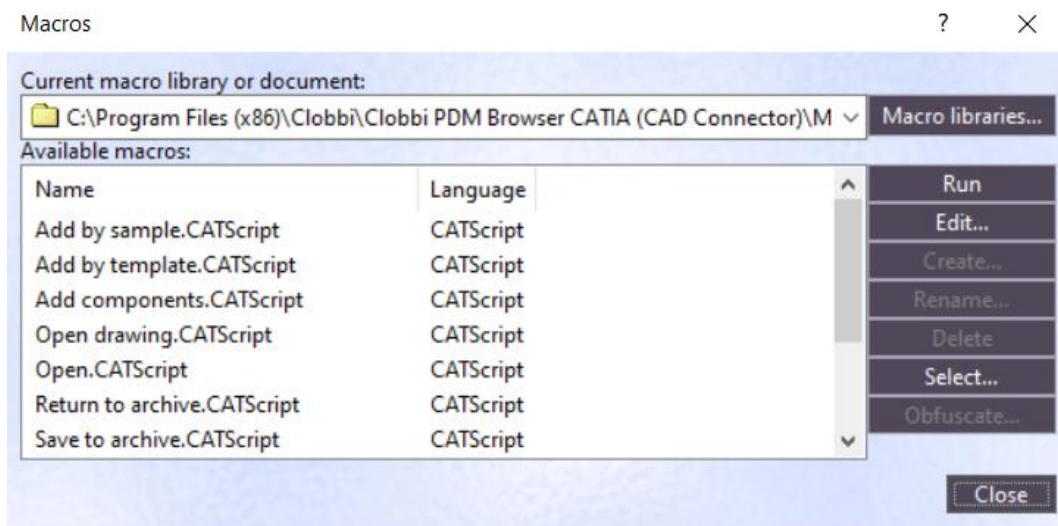 Macros ? ×
Current macro library or document:
C:\Program Files (x86)\Clobbi\Clobbi PDM Browser CATIA (CAD Connector)\M Macro libraries...
Available macros:
Name Language Run
Add by sample.CATScript CATScript Edit...
Add by template.CATScript CATScript Create...
Add components.CATScript CATScript Rename...
Open drawing.CATScript CATScript Delete
Open.CATScript CATScript Select...
Return to archive.CATScript CATScript Obfuscate...
Save to archive.CATScript CATScript
Close